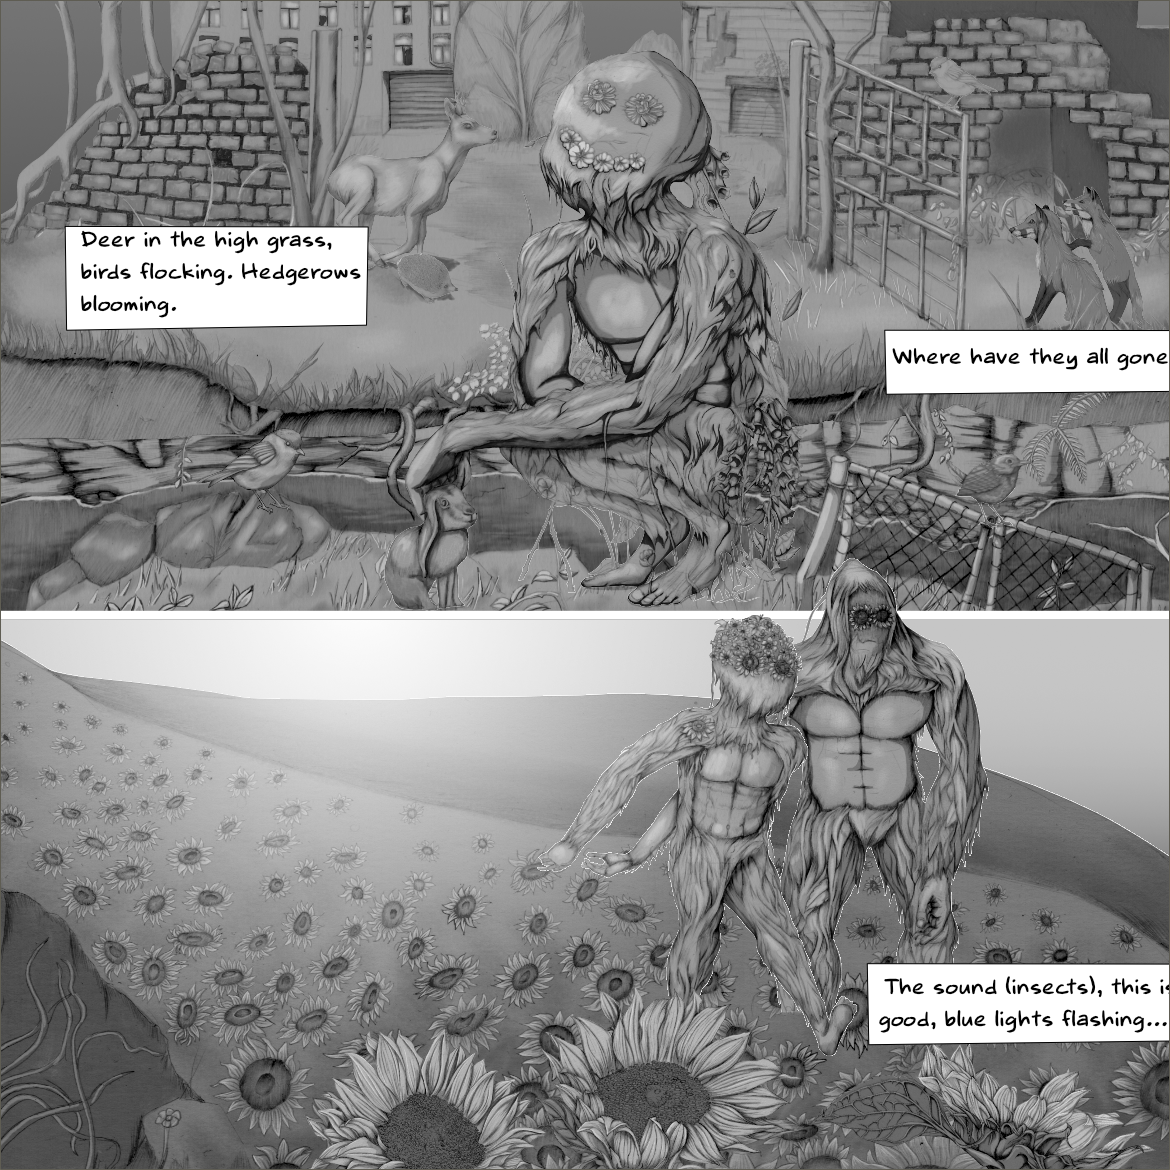 Deer in the high grass,
birds flocking. Hedgerows
blooming.
Where have they all gone
The sound (insects), this is
good, blue lights flashing...